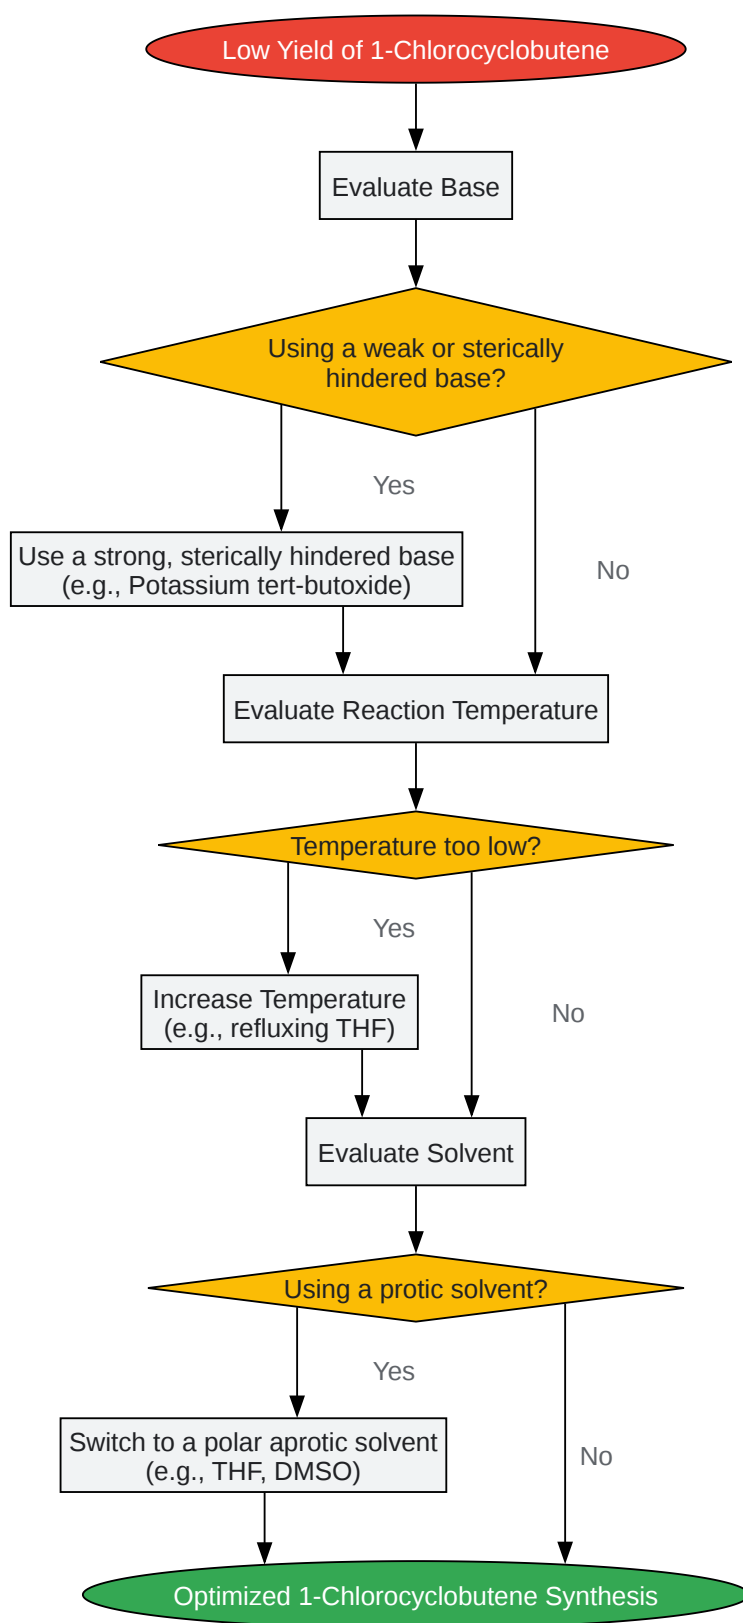 Low Yield of 1-Chlorocyclobutene
Evaluate Base
Using a weak or sterically
hindered base?
Yes
Use a strong, sterically hindered base
(e.g., Potassium tert-butoxide)
No
Evaluate Reaction Temperature
Temperature too low?
Yes
Increase Temperature
(e.g., refluxing THF)
No
Evaluate Solvent
Using a protic solvent?
Yes
Switch to a polar aprotic solvent
(e.g., THF, DMSO)
No
Optimized 1-Chlorocyclobutene Synthesis